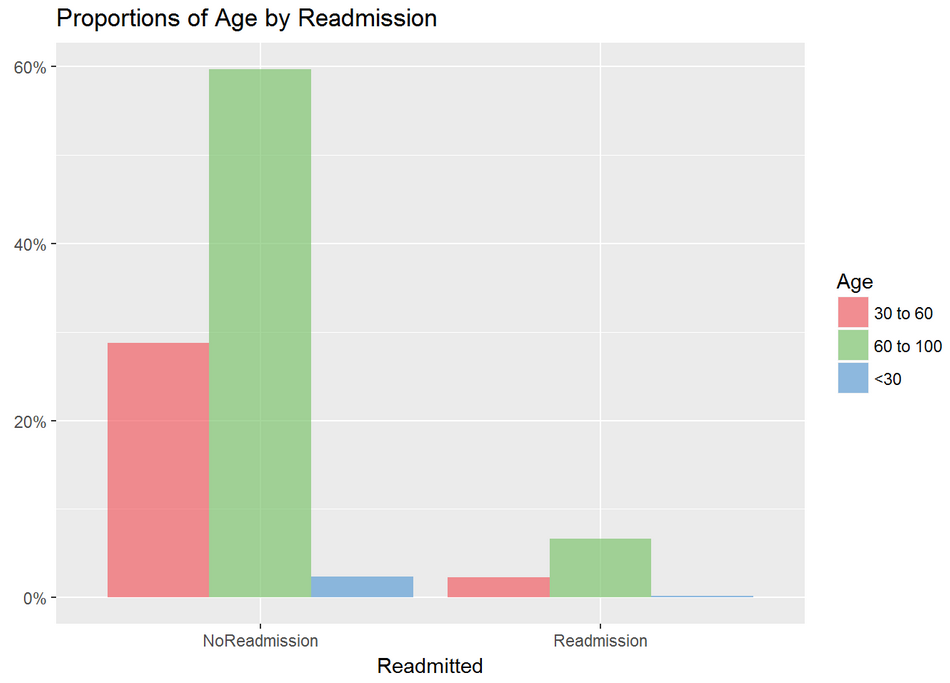 Proportions of Age by Readmission
60%
40%
20%
0%
NoReadmission
Readmission
Readmitted
Age
30 to 60
60 to 100
<30